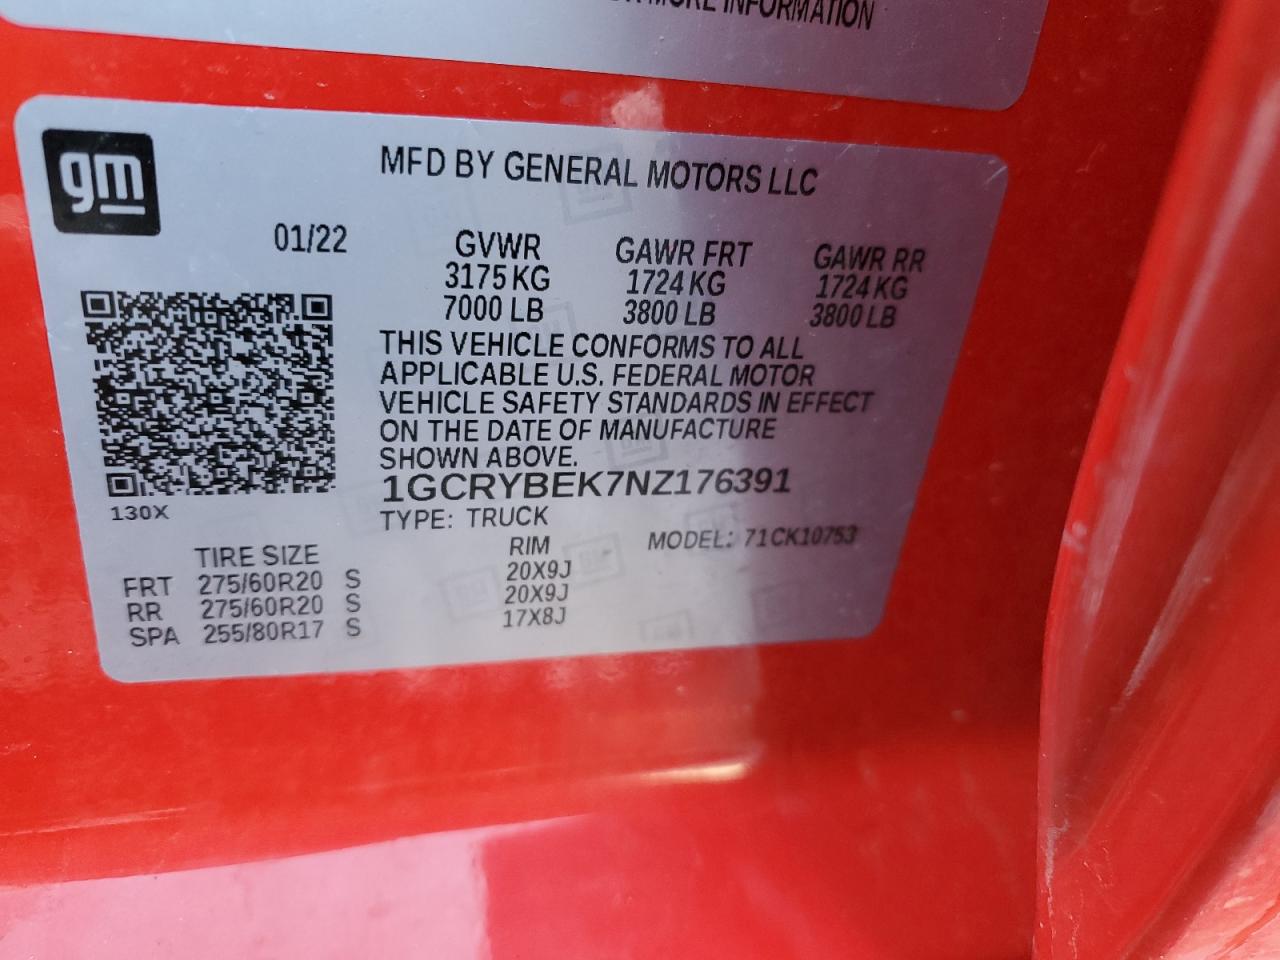 MORE INFORMATION
gm
MFD BY GENERAL MOTORS LLC
01/22
GVWR GAWR FRT GAWR RR
3175 KG 1724 KG 1724 KG
7000 LB 3800 LB 3800 LB
THIS VEHICLE CONFORMS TO ALL
APPLICABLE U.S. FEDERAL MOTOR
VEHICLE SAFETY STANDARDS IN EFFECT
ON THE DATE OF MANUFACTURE
SHOWN ABOVE.
1GCRYBEK7NZ176391
130X
TYPE: TRUCK
MODEL: 71CK10753
TIRE SIZE RIM
FRT 275/60R20 S 20X9J
RR 275/60R20 S 20X9J
SPA 255/80R17 S 17X8J